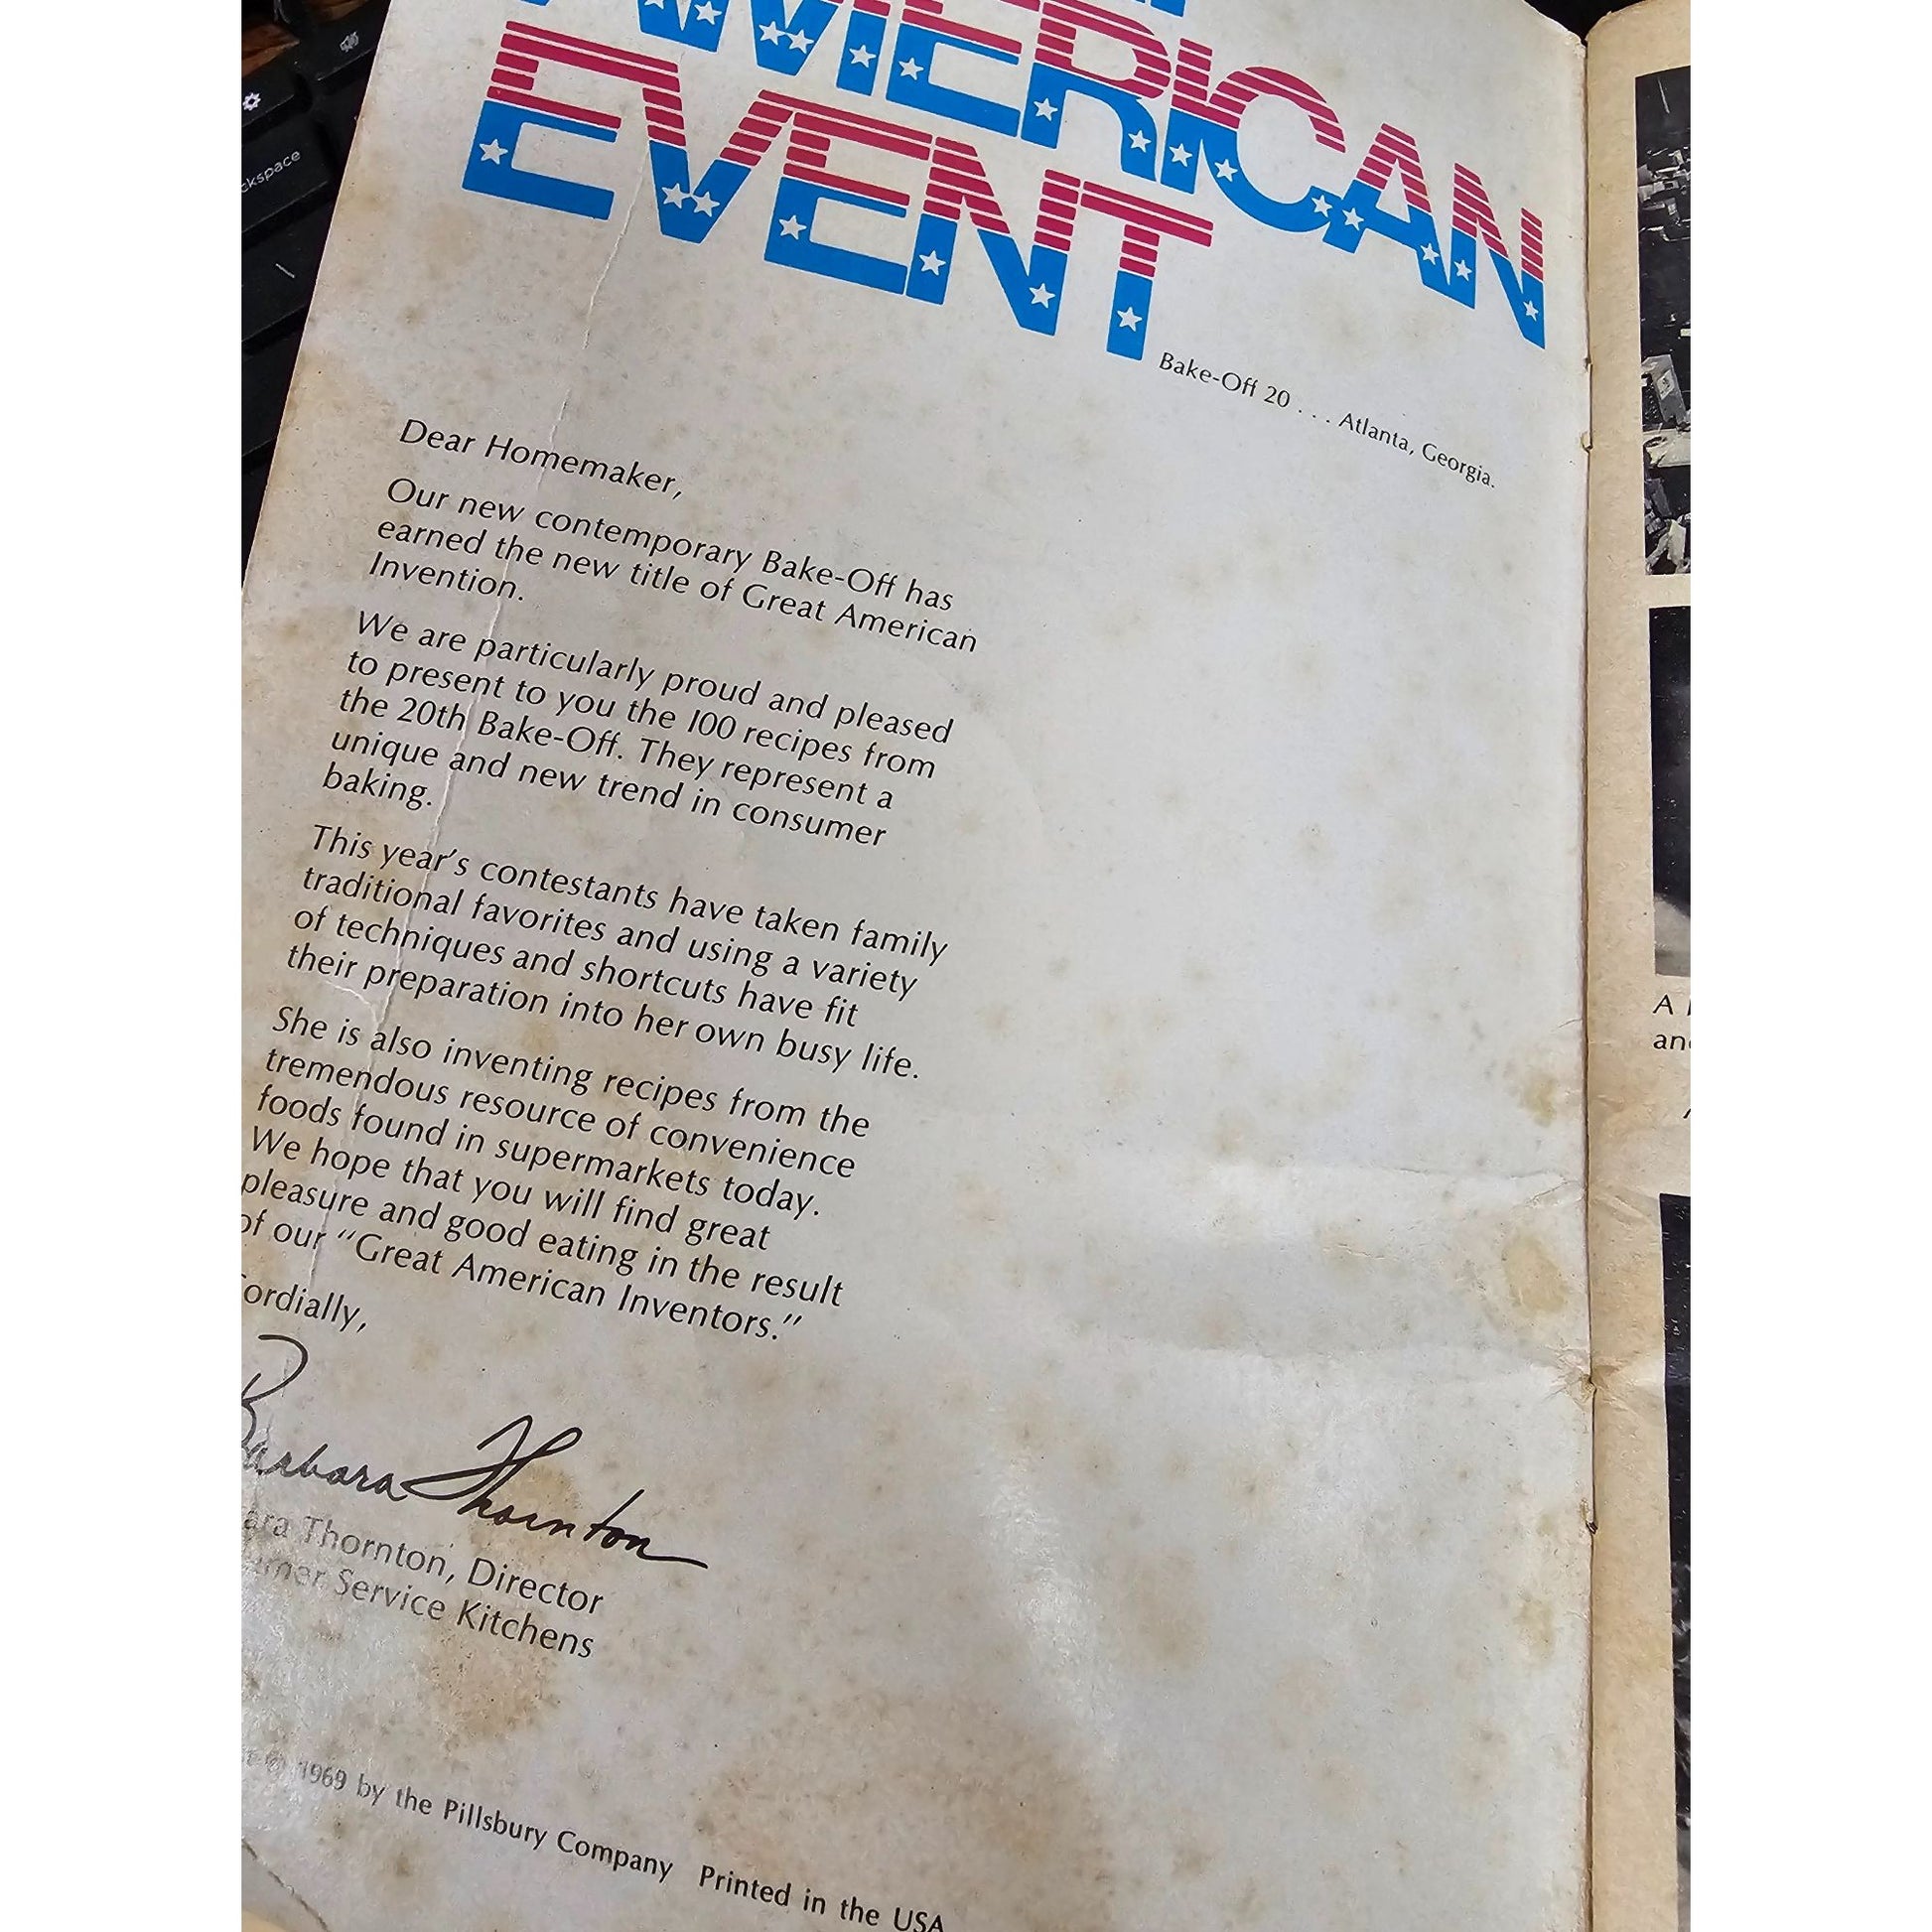 AMERICAN
EVENT
Bake-Off 20 . . . Atlanta, Georgia.
Dear Homemaker,
Our new contemporary Bake-Off has
earned the new title of Great American
Invention.
We are particularly proud and pleased
to present to you the 100 recipes from
the 20th Bake-Off. They represent a
unique and new trend in consumer
baking.
This year's contestants have taken family
traditional favorites and using a variety
of techniques and shortcuts have fit
their preparation into her own busy life.
She is also inventing recipes from the
tremendous resource of convenience
foods found in supermarkets today.
We hope that you will find great
pleasure and good eating in the result
of our "Great American Inventors."
ordially,
Barbara Thornton
ara Thornton, Director
umer Service Kitchens
© 1969 by the Pillsbury Company Printed in the USA
kspace
A
and